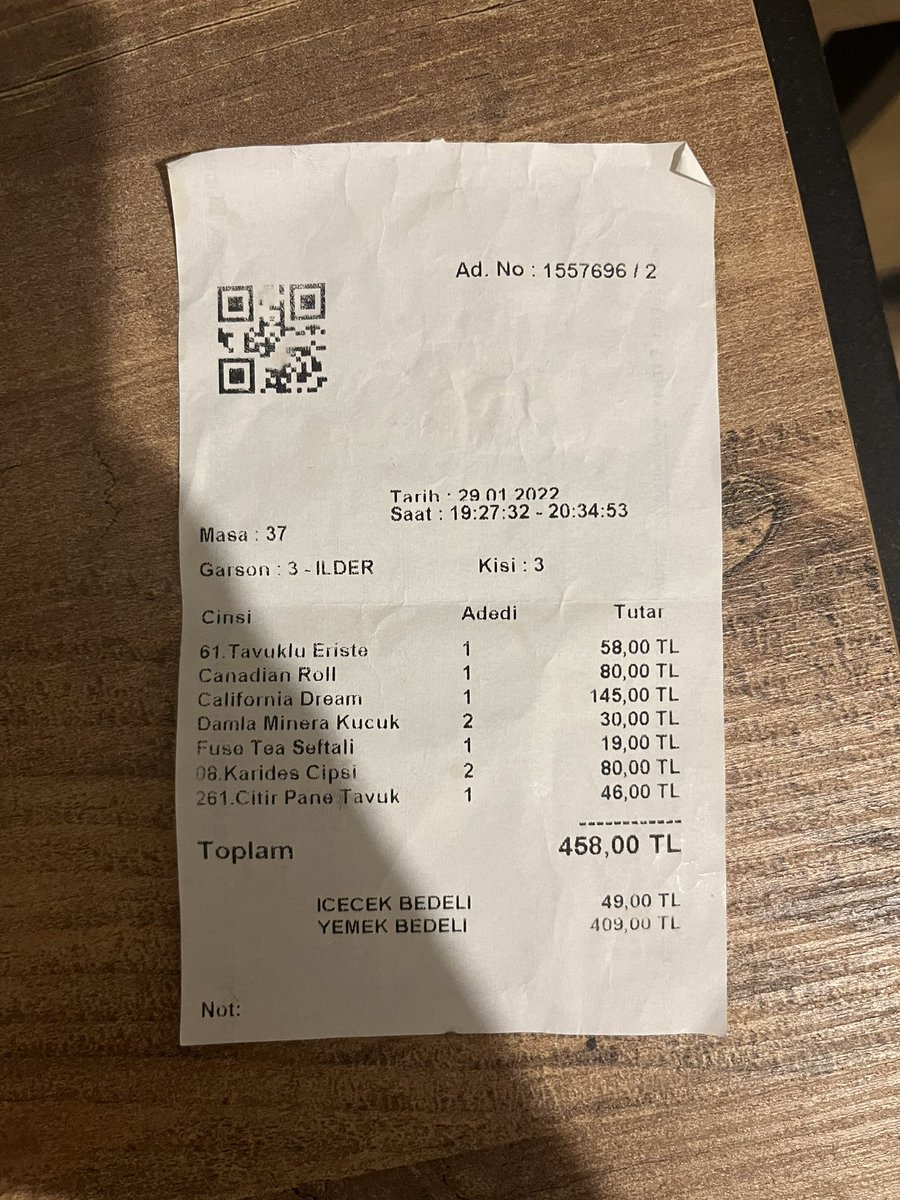 Ad. No : 1557696 / 2
Tarih : 29.01.2022
Saat : 19:27:32 - 20:34:53
Masa : 37
Garson : 3 - ILDER Kisi : 3
Cinsi Adedi Tutar
61.Tavuklu Eriste 1 58,00 TL
Canadian Roll 1 80,00 TL
California Dream 1 145,00 TL
Damla Minera Kucuk 2 30,00 TL
Fuse Tea Seftali 1 19,00 TL
08.Karides Cipsi 2 80,00 TL
261.Citir Pane Tavuk 1 46,00 TL
------------
Toplam 458,00 TL
ICECEK BEDELI 49,00 TL
YEMEK BEDELI 409,00 TL
Not: